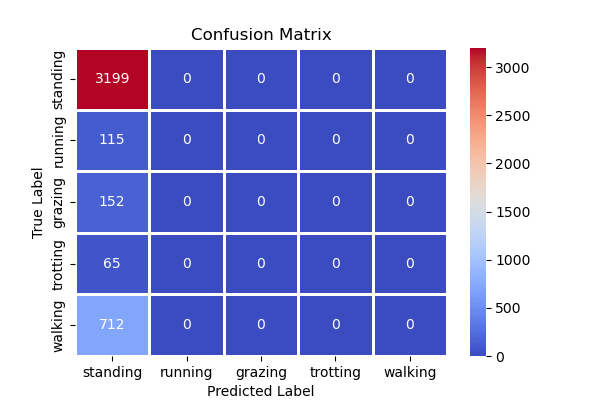 Confusion Matrix
True Label
standing 3199 0 0 0 0
running 115 0 0 0 0
grazing 152 0 0 0 0
trotting 65 0 0 0 0
walking 712 0 0 0 0
standing running grazing trotting walking
Predicted Label
3000
2500
2000
1500
1000
500
0